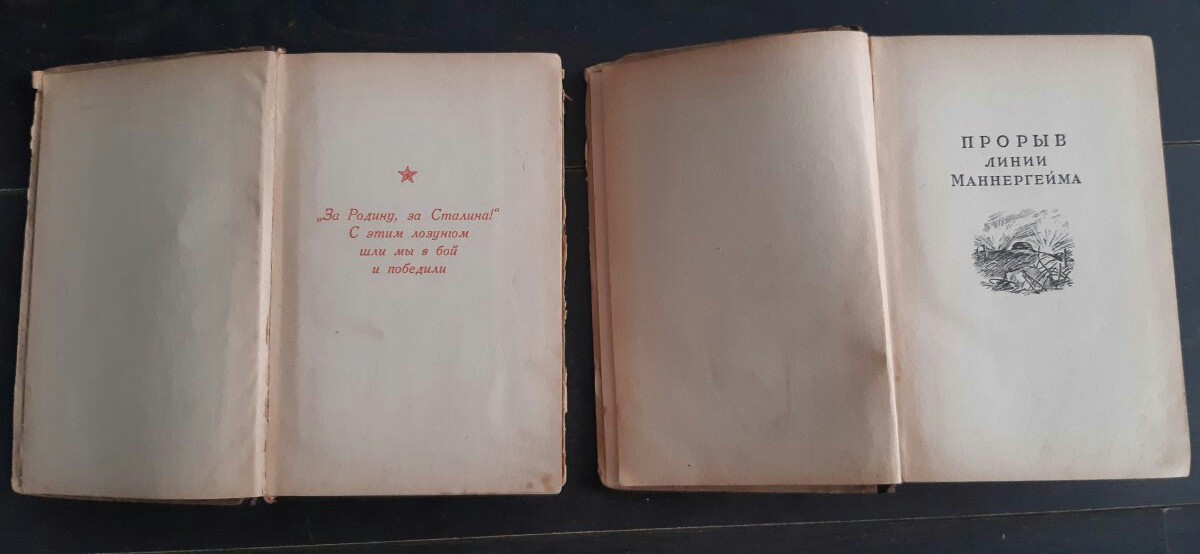 „За Родину, за Сталина!“
С этим лозунгом
шли мы в бой
и победили
ПРОРЫВ
ЛИНИИ
МАННЕРГЕЙМА